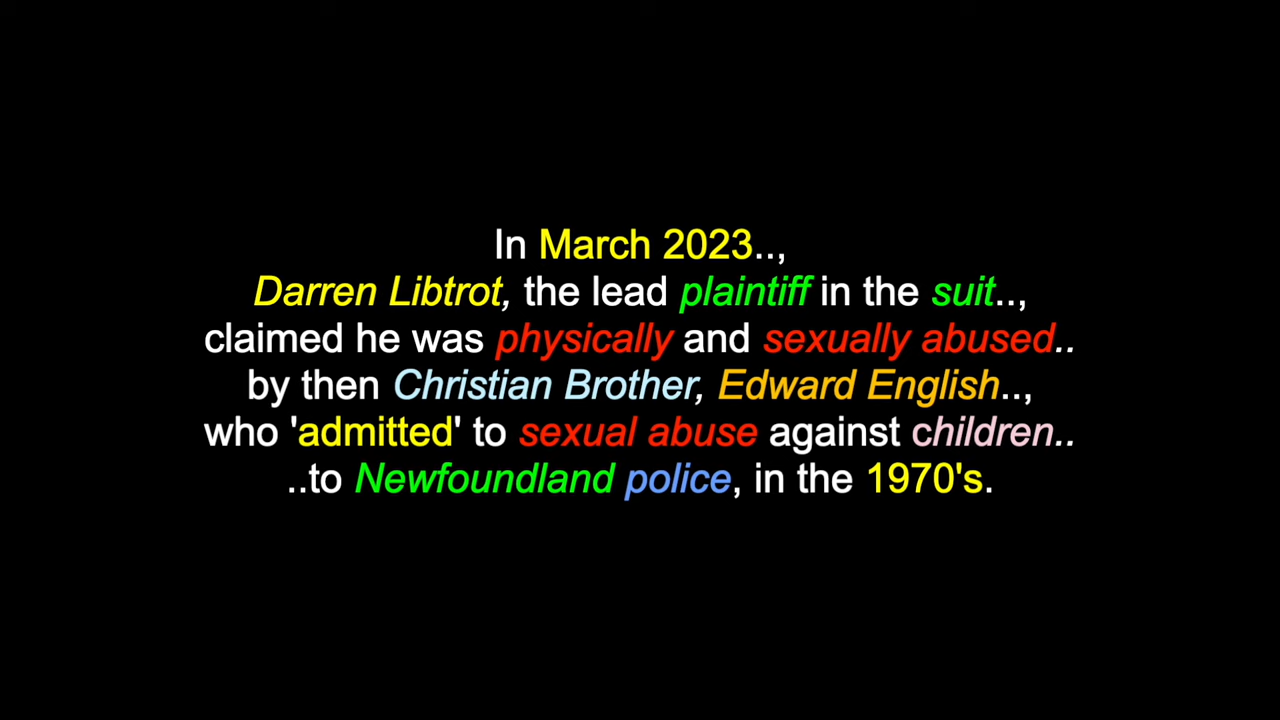 In March 2023..,
Darren Libtrot, the lead plaintiff in the suit..,
claimed he was physically and sexually abused..
by then Christian Brother, Edward English..,
who 'admitted' to sexual abuse against children..
..to Newfoundland police, in the 1970's.